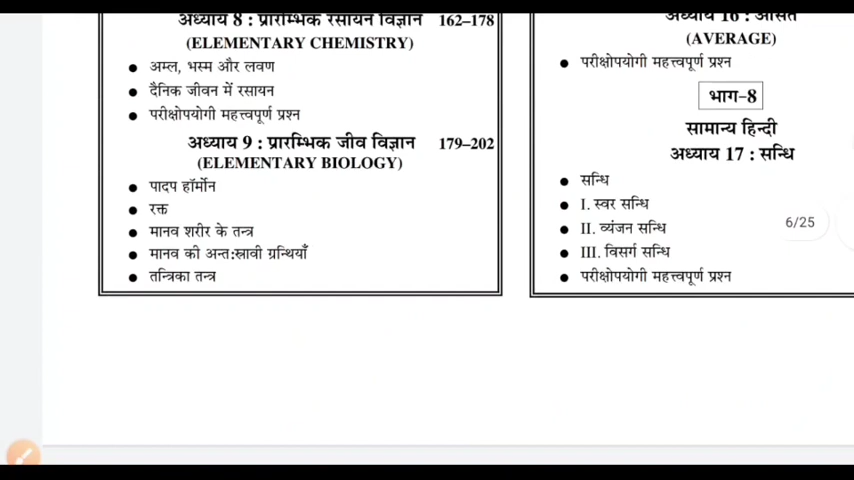 अध्याय 8 : प्रारम्भिक रसायन विज्ञान 162–178
(ELEMENTARY CHEMISTRY)
● अम्ल, भस्म और लवण
● दैनिक जीवन में रसायन
● परीक्षोपयोगी महत्त्वपूर्ण प्रश्न
अध्याय 9 : प्रारम्भिक जीव विज्ञान 179–202
(ELEMENTARY BIOLOGY)
● पादप हॉर्मोन
● रक्त
● मानव शरीर के तन्त्र
● मानव की अन्त:स्रावी ग्रन्थियाँ
● तन्त्रिका तन्त्र
अध्याय 16 : औसत
(AVERAGE)
● परीक्षोपयोगी महत्त्वपूर्ण प्रश्न
भाग–8
सामान्य हिन्दी
अध्याय 17 : सन्धि
● सन्धि
● I. स्वर सन्धि
● II. व्यंजन सन्धि
● III. विसर्ग सन्धि
● परीक्षोपयोगी महत्त्वपूर्ण प्रश्न
6/25